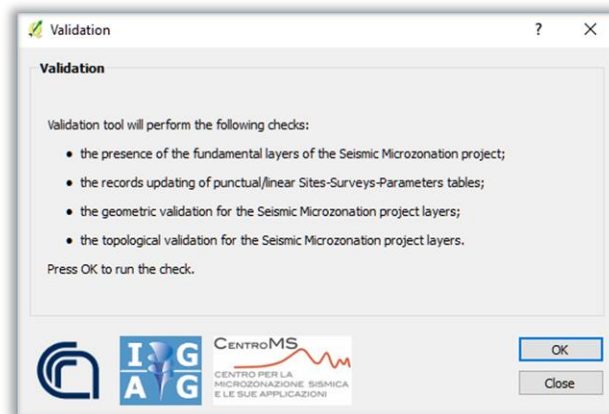 Validation
?
Validation
Validation tool will perform the following checks:
• the presence of the fundamental layers of the Seismic Microzonation project;
• the records updating of punctual/linear Sites-Surveys-Parameters tables;
• the geometric validation for the Seismic Microzonation project layers;
• the topological validation for the Seismic Microzonation project layers.
Press OK to run the check.
I G
A G
CENTROMS
CENTRO PER LA
MICROZONAZIONE SISMICA
E LE SUE APPLICAZIONI
OK
Close